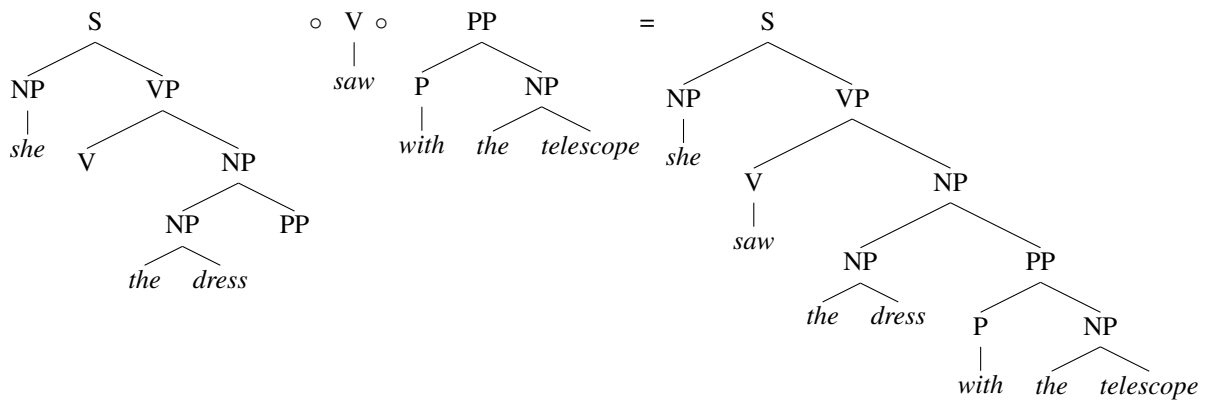 S ∘ V ∘ PP = S
NP VP saw P NP NP VP
she V NP with the telescope she V NP
NP PP saw NP PP
the dress the dress P NP
with the telescope